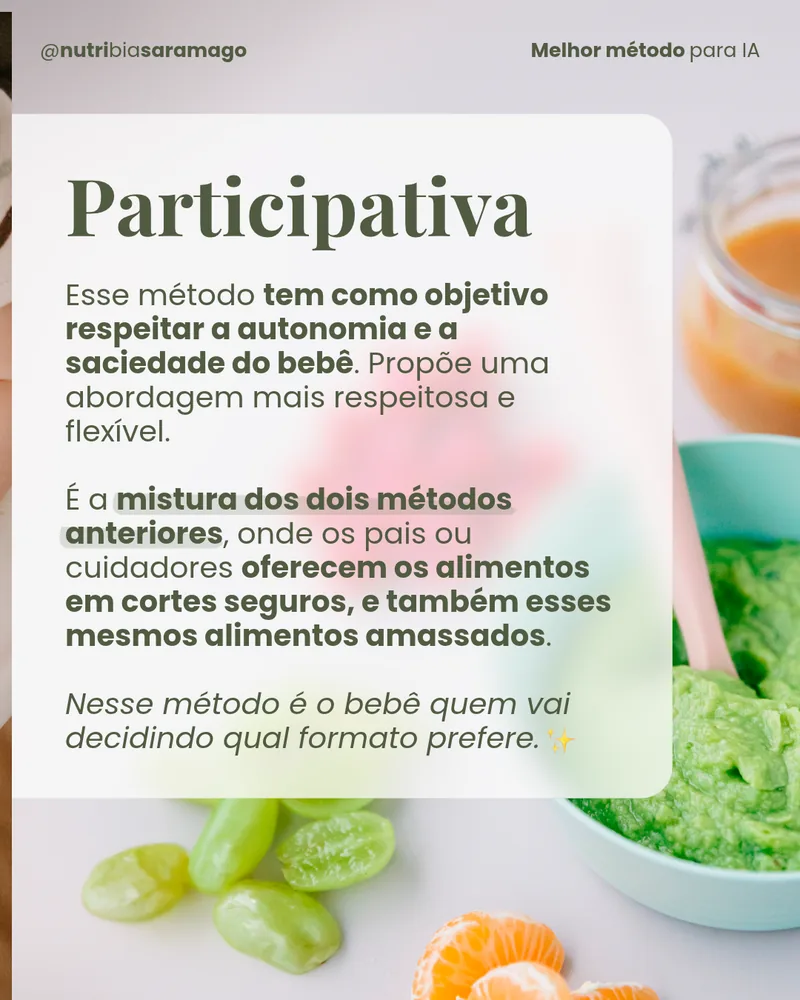 @nutribiasaramago
Melhor método para IA
Participativa
Esse método tem como objetivo
respeitar a autonomia e a
saciedade do bebê. Propõe uma
abordagem mais respeitosa e
flexível.
É a mistura dos dois métodos
anteriores, onde os pais ou
cuidadores oferecem os alimentos
em cortes seguros, e também esses
mesmos alimentos amassados.
Nesse método é o bebê quem vai
decidindo qual formato prefere.✨